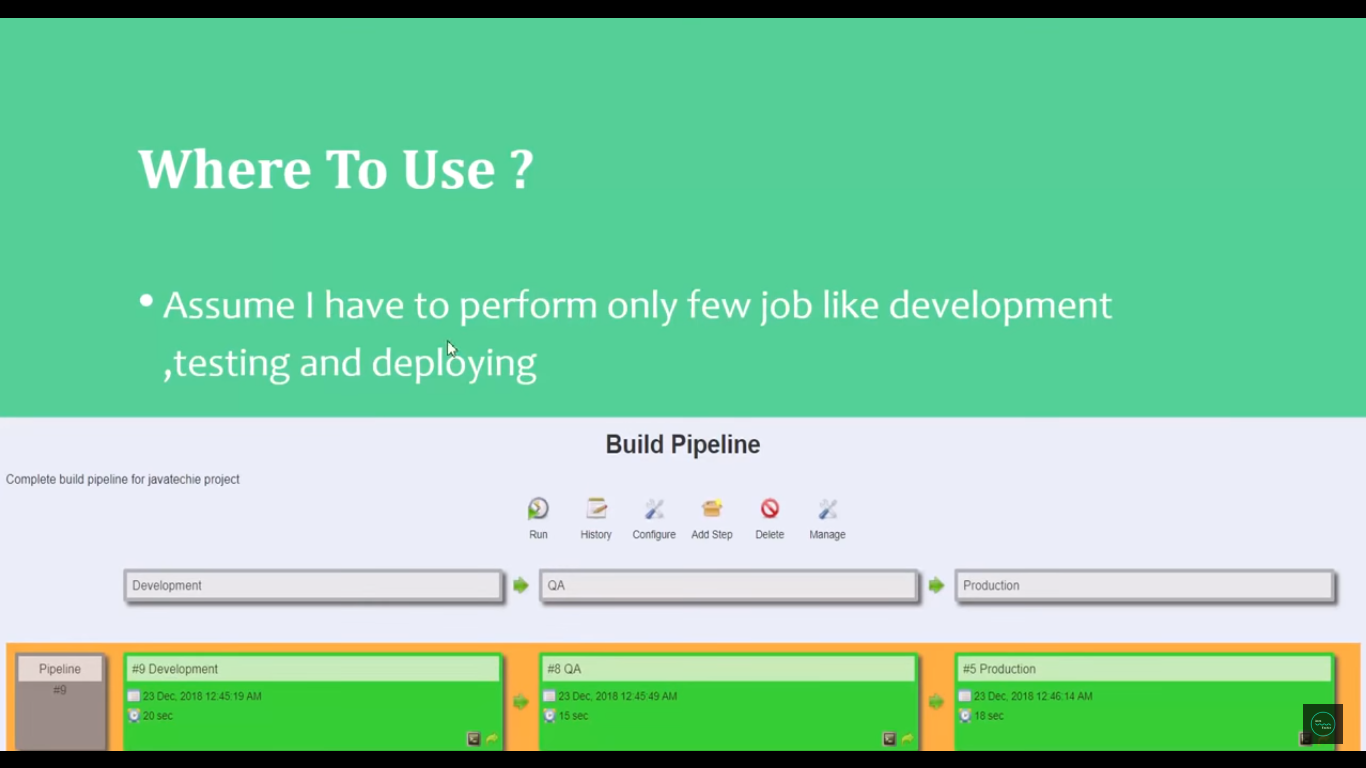 Where To Use ?
• Assume I have to perform only few job like development
,testing and deploying
Build Pipeline
Complete build pipeline for javatechie project
Run History Configure Add Step Delete Manage
Development QA Production
Pipeline #9 Development #8 QA #5 Production
#9
23 Dec, 2018 12:45:19 AM 23 Dec, 2018 12:45:49 AM 23 Dec, 2018 12:46:14 AM
20 sec 15 sec 18 sec